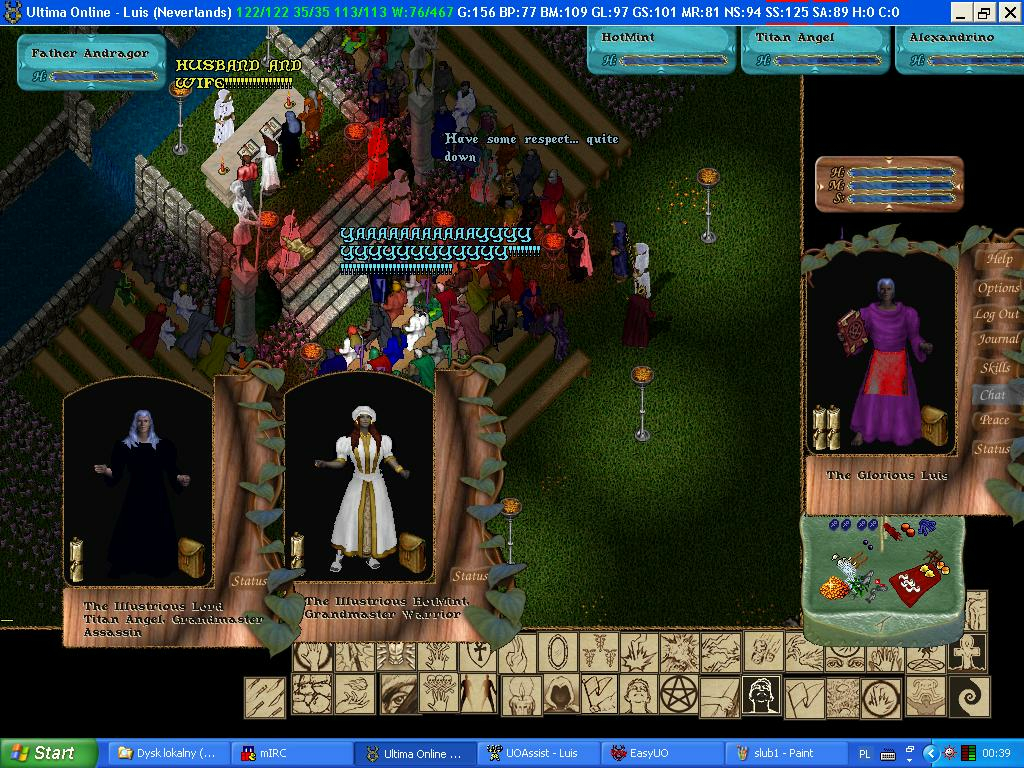 Ultima Online - Luis (Neverlands) 122/122 35/35 113/113 W:76/467 G:156 BP:77 BM:109 GL:97 GS:101 MR:81 NS:94 SS:125 SA:89 H:0 C:0
Father Andragor
H:
HotMint
H:
Titan Angel
H:
Alexandrino
H:
HUSBAND AND
WIFE!!!!!!!!!!!!!!!!!
Have some respect... quite
down
YAAAAAAAAAAAAYYYY
YYYYYYYYYYYYYY!!!!!!!!
!!!!!!!!!!!!!!!!!!!!!!!!!!!
H:
M:
S:
Help
Options
Log Out
Journal
Skills
Chat
Peace
Status
The Glorious Luis
Status
The Illustrious Lord
Titan Angel, Grandmaster
Assassin
Status
The Illustrious HotMint,
Grandmaster Warrior
Start
Dysk lokalny (...
mIRC
Ultima Online ...
UOAssist - Luis
EasyUO
slub1 - Paint
PL
00:39